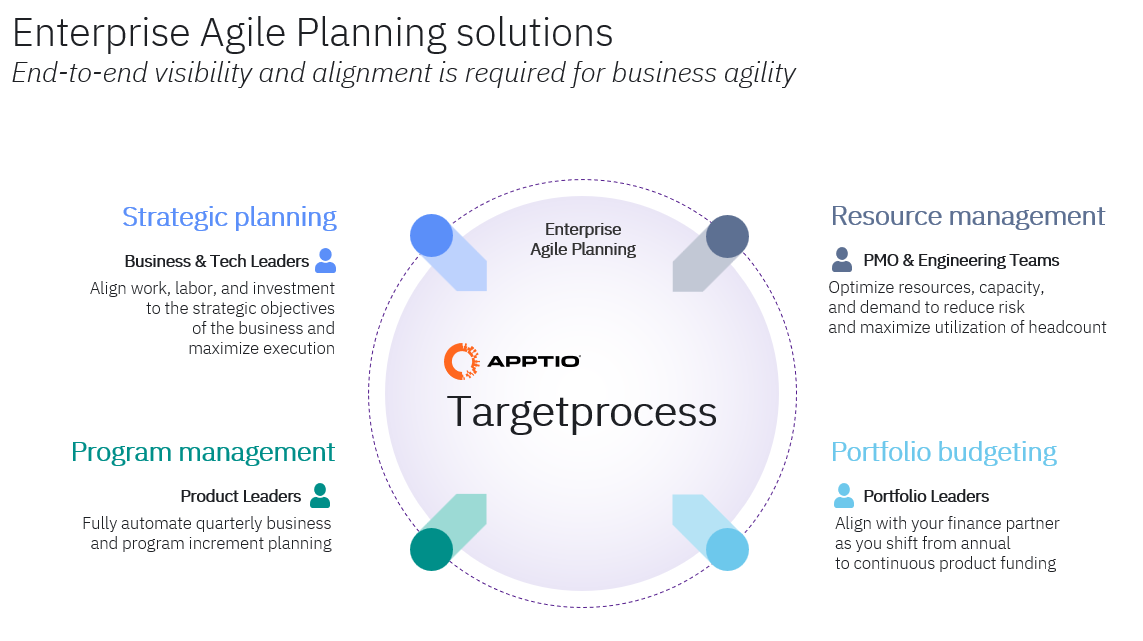 Enterprise Agile Planning solutions
End-to-end visibility and alignment is required for business agility
Strategic planning
Business & Tech Leaders
Align work, labor, and investment
to the strategic objectives
of the business and
maximize execution
Enterprise
Agile Planning
Resource management
PMO & Engineering Teams
Optimize resources, capacity,
and demand to reduce risk
and maximize utilization of headcount
APPTIO
Targetprocess
Program management
Product Leaders
Fully automate quarterly business
and program increment planning
Portfolio budgeting
Portfolio Leaders
Align with your finance partner
as you shift from annual
to continuous product funding